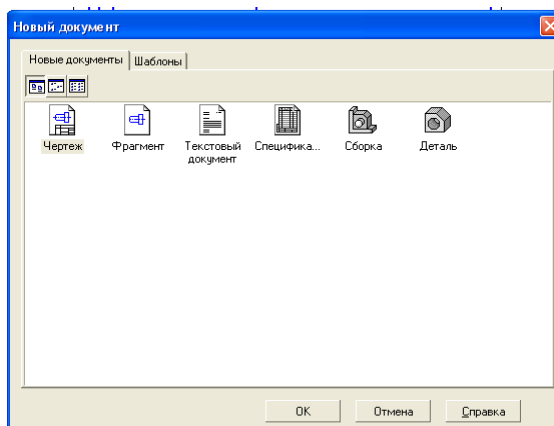 Новый документ
Новые документы Шаблоны
Чертеж Фрагмент Текстовый документ Специфика... Сборка Деталь
OK Отмена Справка